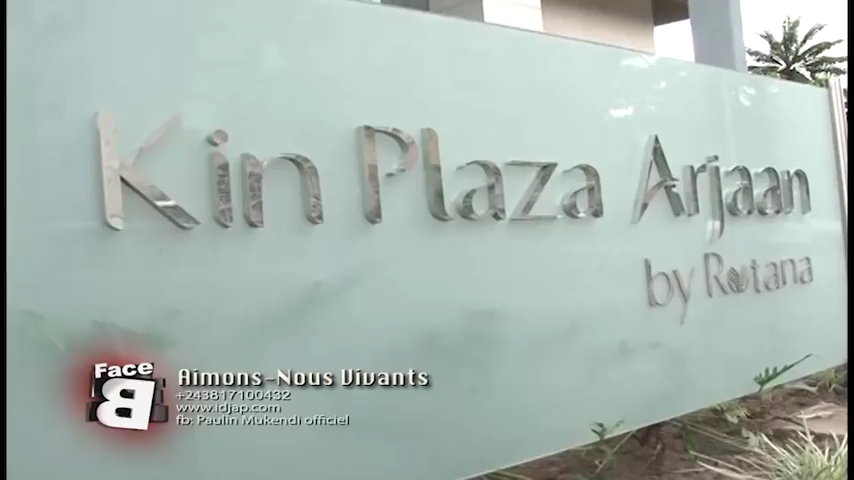 Kin Plaza Arjaan
by Rotana
Face
B
Aimons-Nous Vivants
+243817100432
www.idjap.com
fb: Paulin Mukendi officiel